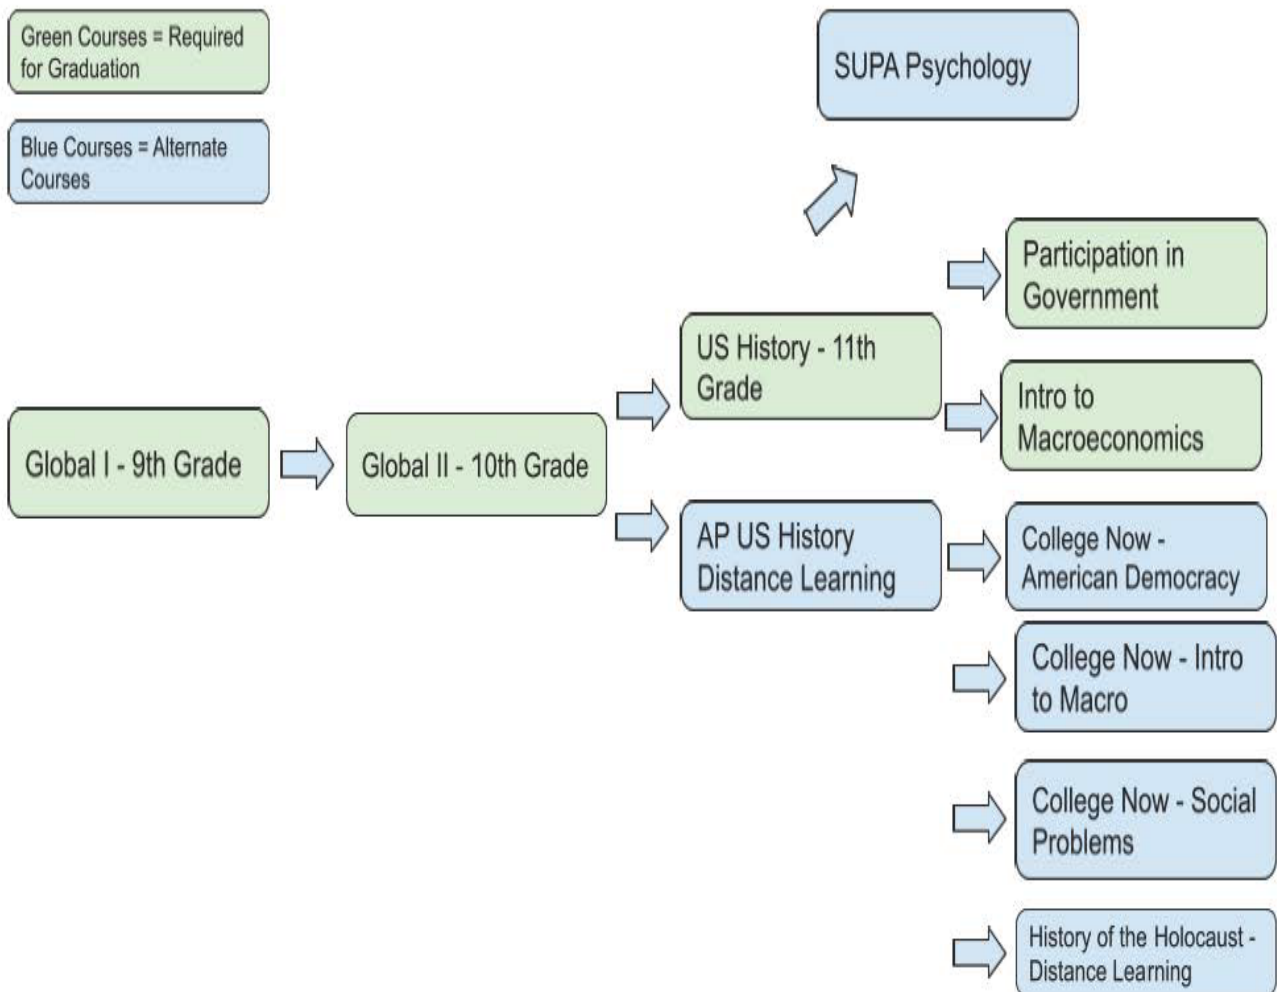 Green Courses = Required
for Graduation
Blue Courses = Alternate
Courses
SUPA Psychology
Participation in
Government
US History - 11th
Grade
Intro to
Macroeconomics
Global I - 9th Grade
Global II - 10th Grade
AP US History
Distance Learning
College Now -
American Democracy
College Now - Intro
to Macro
College Now - Social
Problems
History of the Holocaust -
Distance Learning